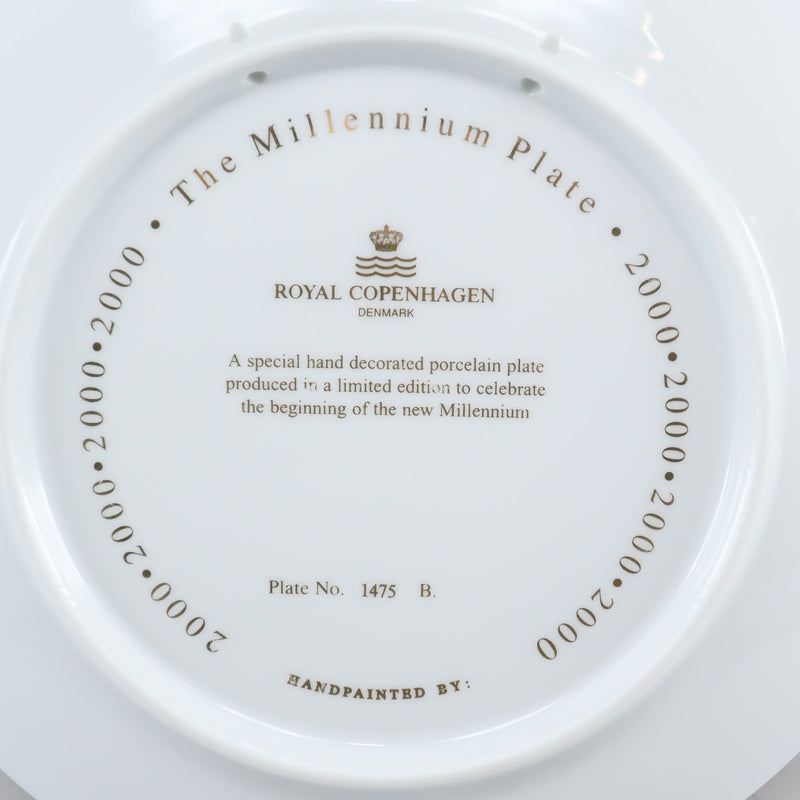 The Millennium Plate • 2000 • 2000 • 2000 • 2000
2000 • 2000 • 2000 • 2000 •
ROYAL COPENHAGEN
DENMARK
A special hand decorated porcelain plate
produced in a limited edition to celebrate
the beginning of the new Millennium
Plate No. 1475 B.
HANDPAINTED BY: